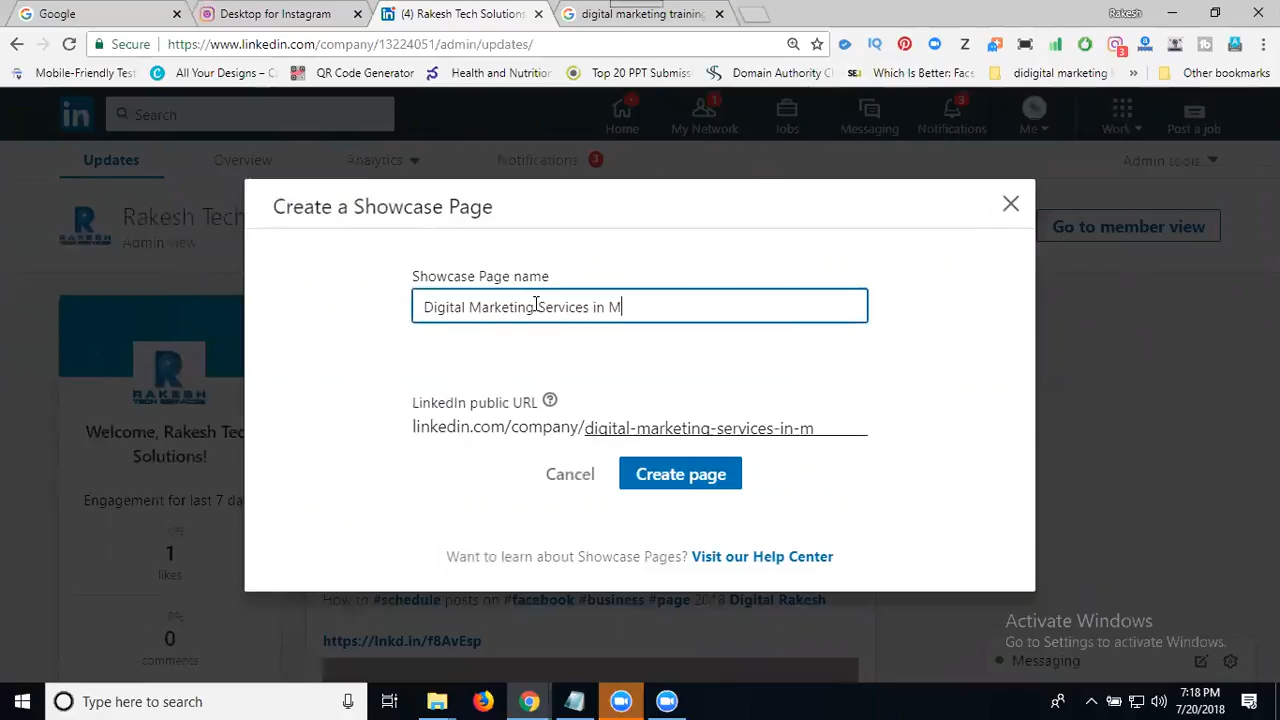 Google
Desktop for Instagram
(4) Rakesh Tech Solutions
digital marketing training
Rakesh
Secure
https://www.linkedin.com/company/13224051/admin/updates/
Mobile-Friendly Test
All Your Designs – C
QR Code Generator
Health and Nutrition
Top 20 PPT Submiss
Domain Authority C
Which Is Better: Fac
didigital marketing
Other bookmarks
Search
Home
1
My Network
Jobs
Messaging
3
Notifications
Me
Work
Post a job
Updates
Overview
Analytics
Notifications 3
Admin tools
Rakesh Tech
Admin view
Go to member view
Create a Showcase Page
Showcase Page name
Digital Marketing Services in M
LinkedIn public URL
linkedin.com/company/digital-marketing-services-in-m
Cancel
Create page
Want to learn about Showcase Pages? Visit our Help Center
RAKESH
Welcome, Rakesh Tec
Solutions!
Engagement for last 7 da
1
likes
0
comments
How to #schedule posts on #facebook #business #page 2018 Digital Rakesh
https://lnkd.in/f8AvEsp
Activate Windows
Go to Settings to activate Windows.
Messaging
Type here to search
7:18 PM
7/20/2018